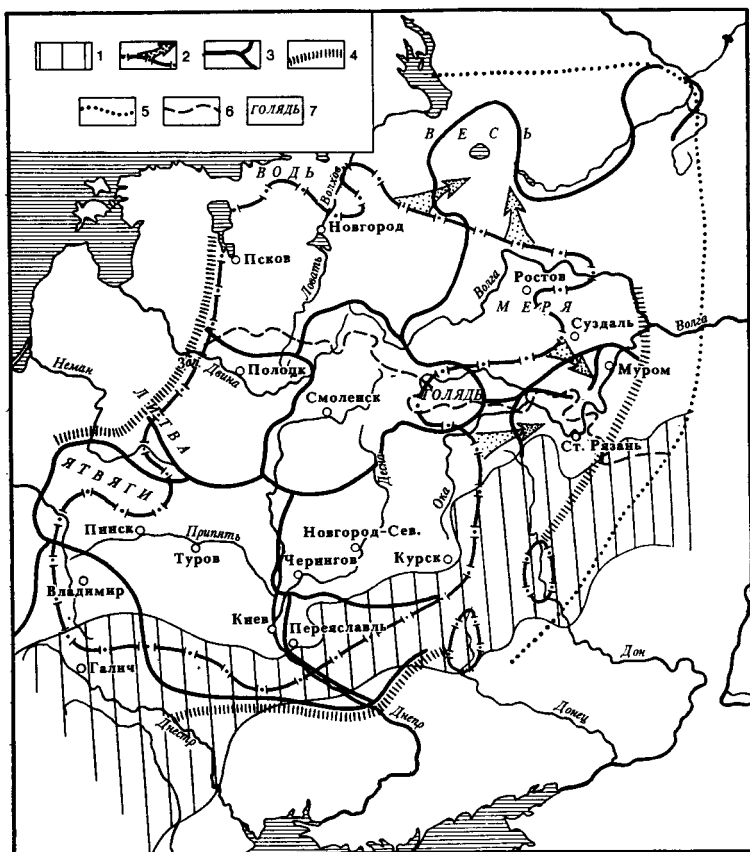 1
2
3
4
5
6
ГОЛЯДЬ
7
ВЕСЬ
ВОДЬ
Волхов
Новгород
Псков
Ловать
Волга
Ростов
МЕРЯ
Суздаль
Волга
Неман
Зап. Двина
Полоцк
ЛИТВА
Смоленск
ГОЛЯДЬ
Муром
Ст. Рязань
ЯТВЯГИ
Десна
Ока
Пинск
Припять
Туров
Новгород-Сев.
Чернигов
Курск
Владимир
Киев
Переяславль
Галич
Дон
Днестр
Днепр
Донец